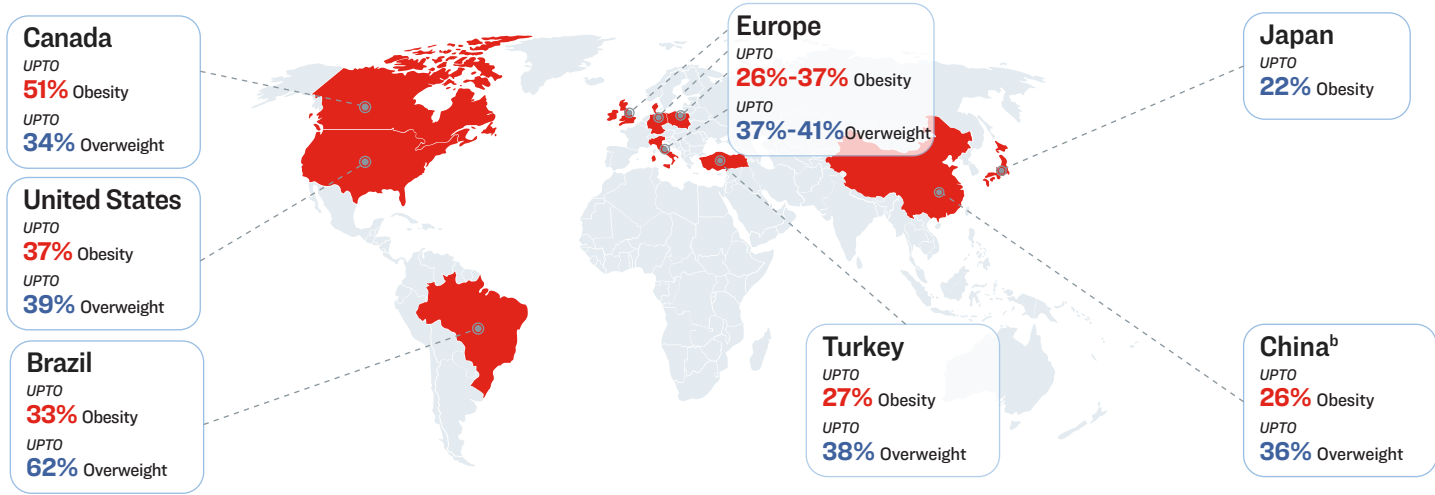 Canada
UPTO
51% Obesity
UPTO
34% Overweight
United States
UPTO
37% Obesity
UPTO
39% Overweight
Brazil
UPTO
33% Obesity
UPTO
62% Overweight
Europe
UPTO
26%-37% Obesity
UPTO
37%-41%Overweight
Turkey
UPTO
27% Obesity
UPTO
38% Overweight
Japan
UPTO
22% Obesity
Chinaᵇ
UPTO
26% Obesity
UPTO
36% Overweight